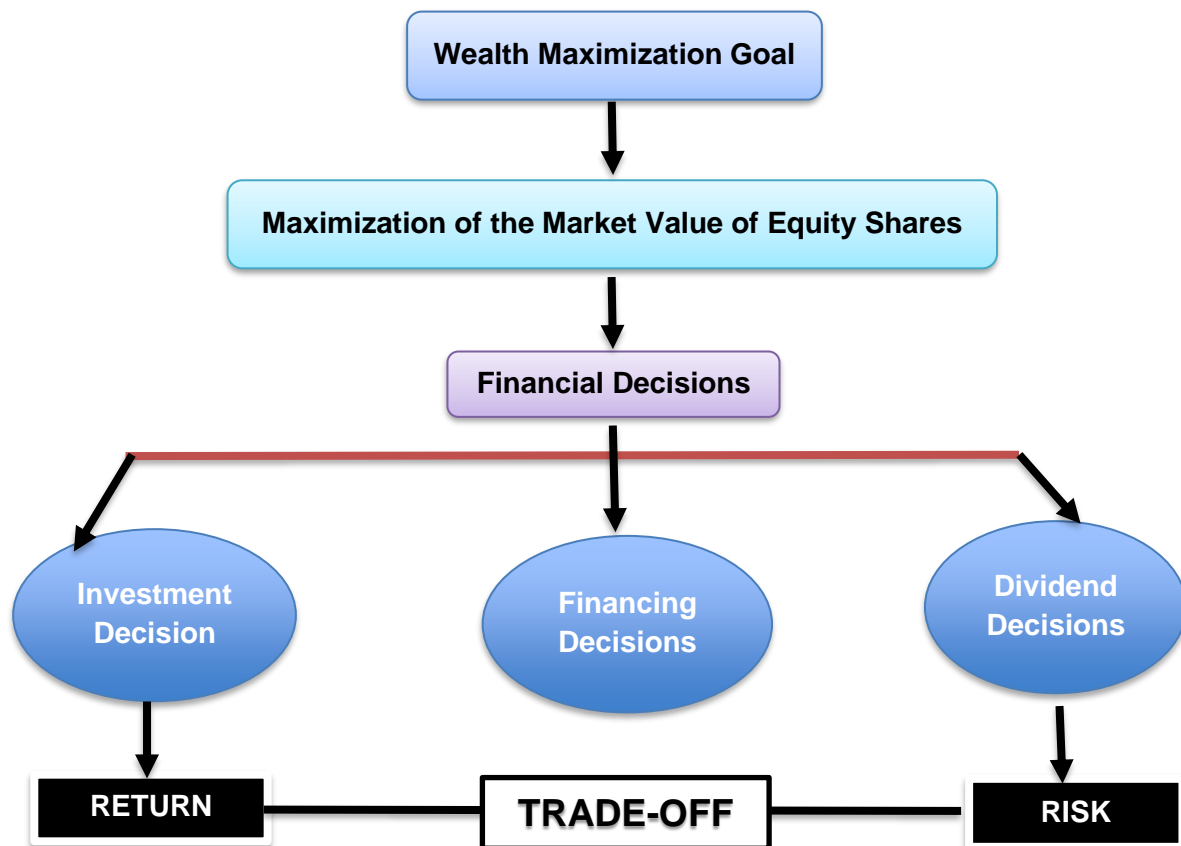 Wealth Maximization Goal
Maximization of the Market Value of Equity Shares
Financial Decisions
Investment
Decision
Financing
Decisions
Dividend
Decisions
RETURN
TRADE-OFF
RISK